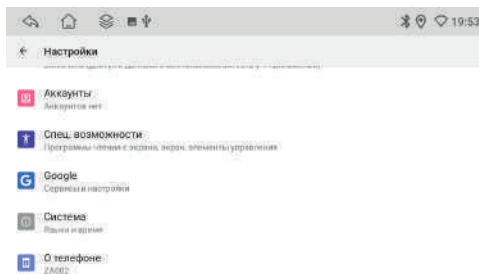 19:53
Настройки
Аккаунты
Аккаунтов нет
Спец. возможности
Программы чтения с экрана, экран, элементы управления
Google
Сервисы и настройки
Система
Языки и время
О телефоне
ZA002